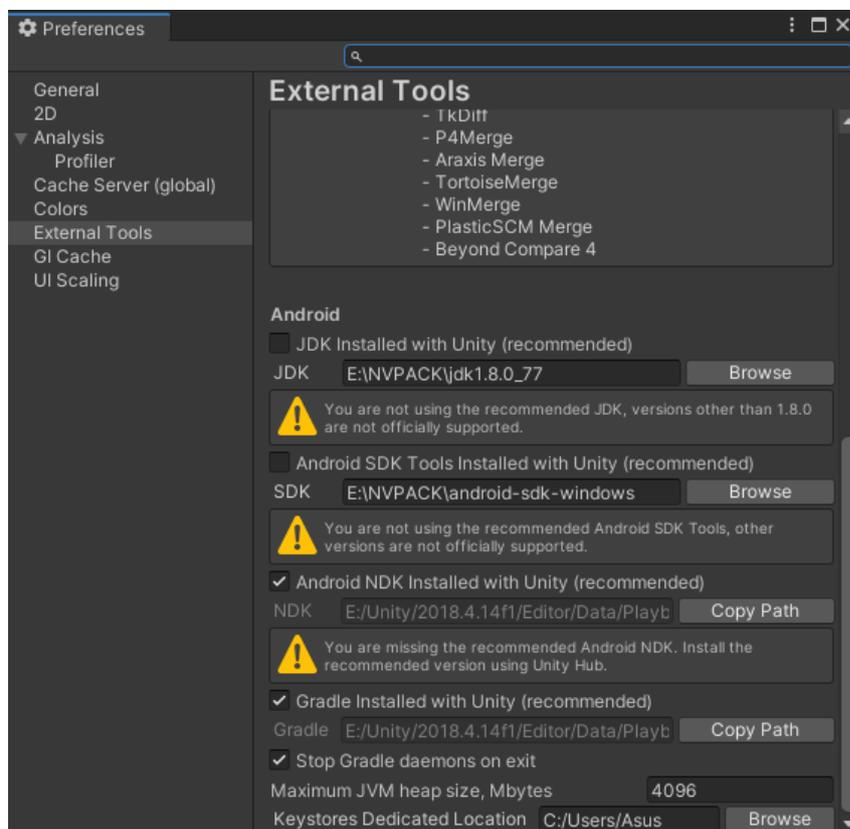 Preferences
General
2D
Analysis
Profiler
Cache Server (global)
Colors
External Tools
GI Cache
UI Scaling
External Tools
- TkDiff
- P4Merge
- Araxis Merge
- TortoiseMerge
- WinMerge
- PlasticSCM Merge
- Beyond Compare 4
Android
JDK Installed with Unity (recommended)
JDK E:\NVPACK\jdk1.8.0_77 Browse
You are not using the recommended JDK, versions other than 1.8.0
are not officially supported.
Android SDK Tools Installed with Unity (recommended)
SDK E:\NVPACK\android-sdk-windows Browse
You are not using the recommended Android SDK Tools, other
versions are not officially supported.
Android NDK Installed with Unity (recommended)
NDK E:/Unity/2018.4.14f1/Editor/Data/Playb Copy Path
You are missing the recommended Android NDK. Install the
recommended version using Unity Hub.
Gradle Installed with Unity (recommended)
Gradle E:/Unity/2018.4.14f1/Editor/Data/Playb Copy Path
Stop Gradle daemons on exit
Maximum JVM heap size, Mbytes 4096
Keystores Dedicated Location C:/Users/Asus Browse